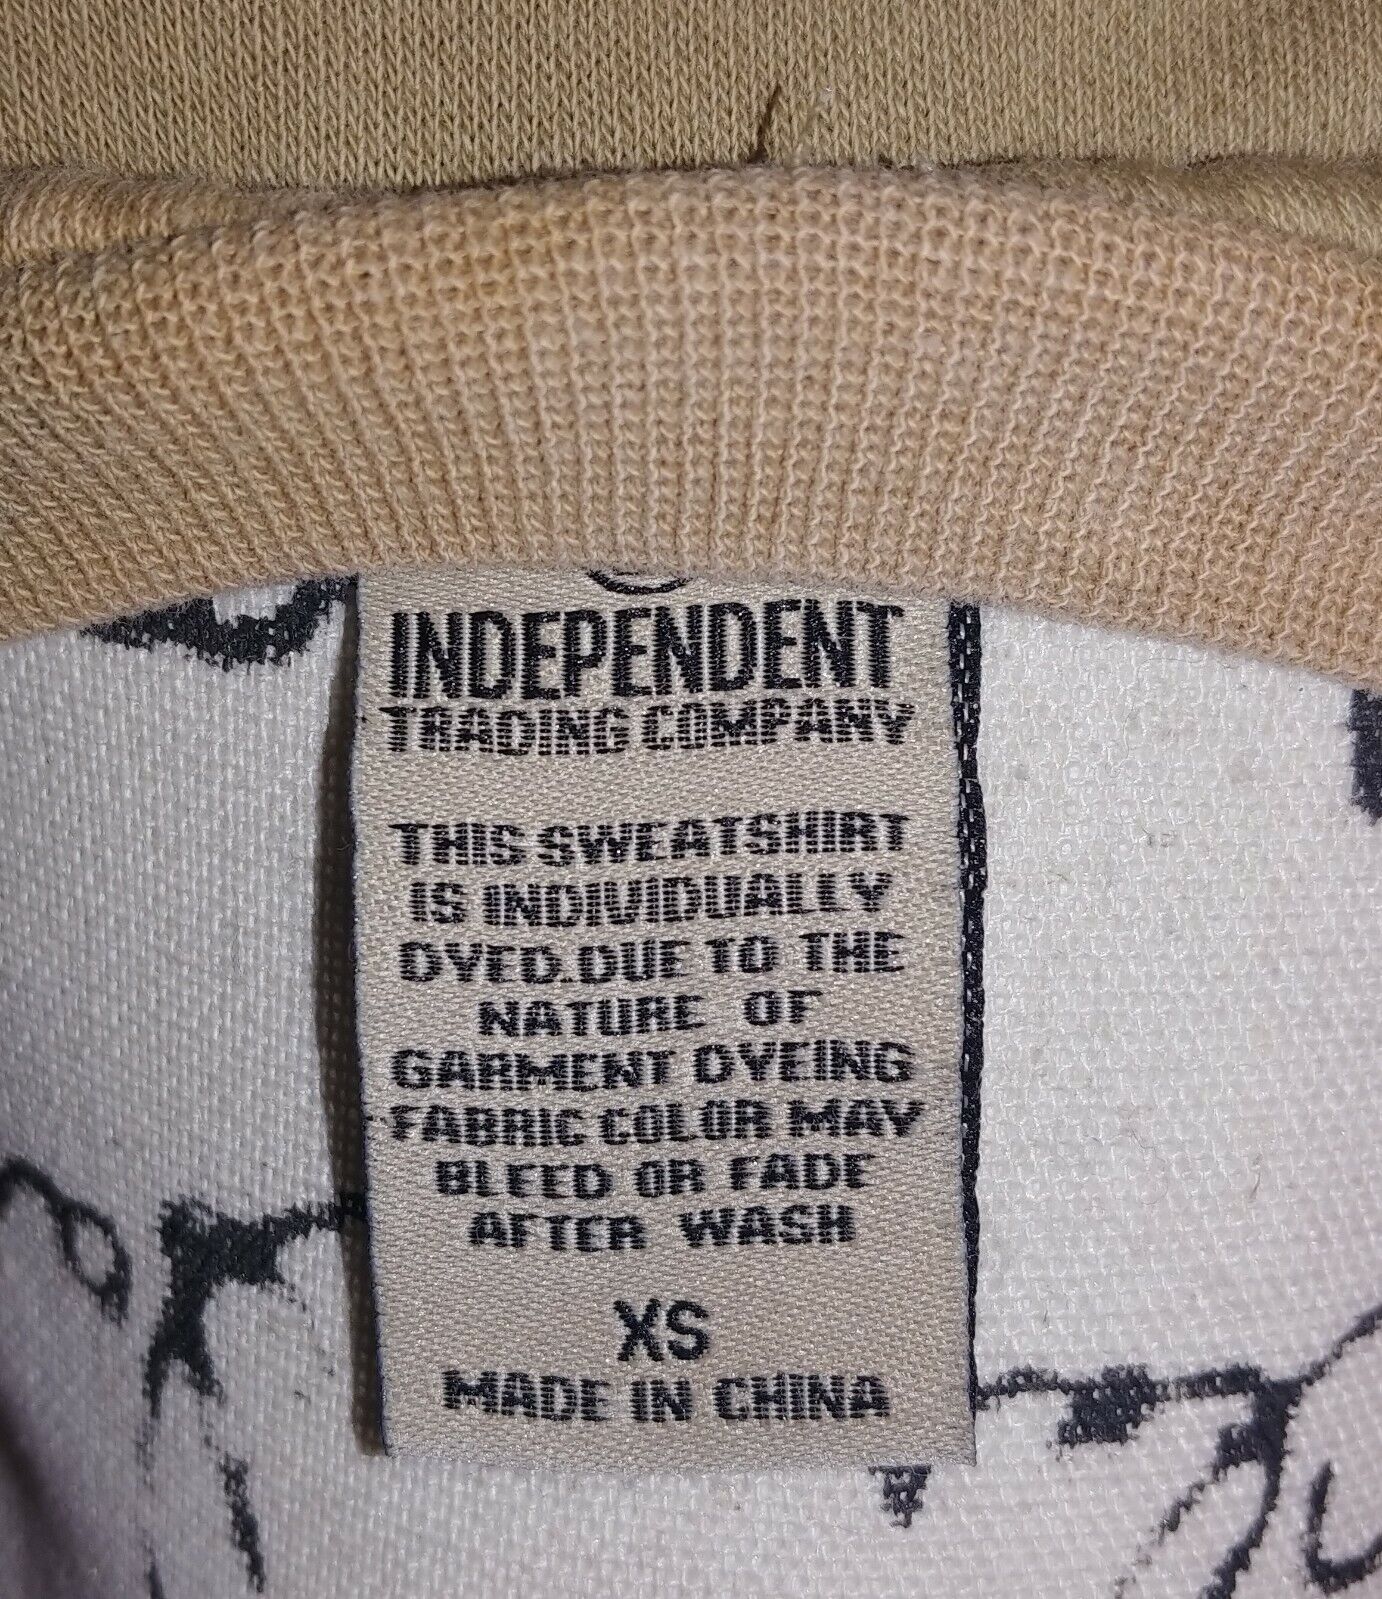 INDEPENDENT
TRADING COMPANY
THIS SWEATSHIRT
IS INDIVIDUALLY
DYED.DUE TO THE
NATURE OF
GARMENT DYEING
FABRIC COLOR MAY
BLEED OR FADE
AFTER WASH
XS
MADE IN CHINA